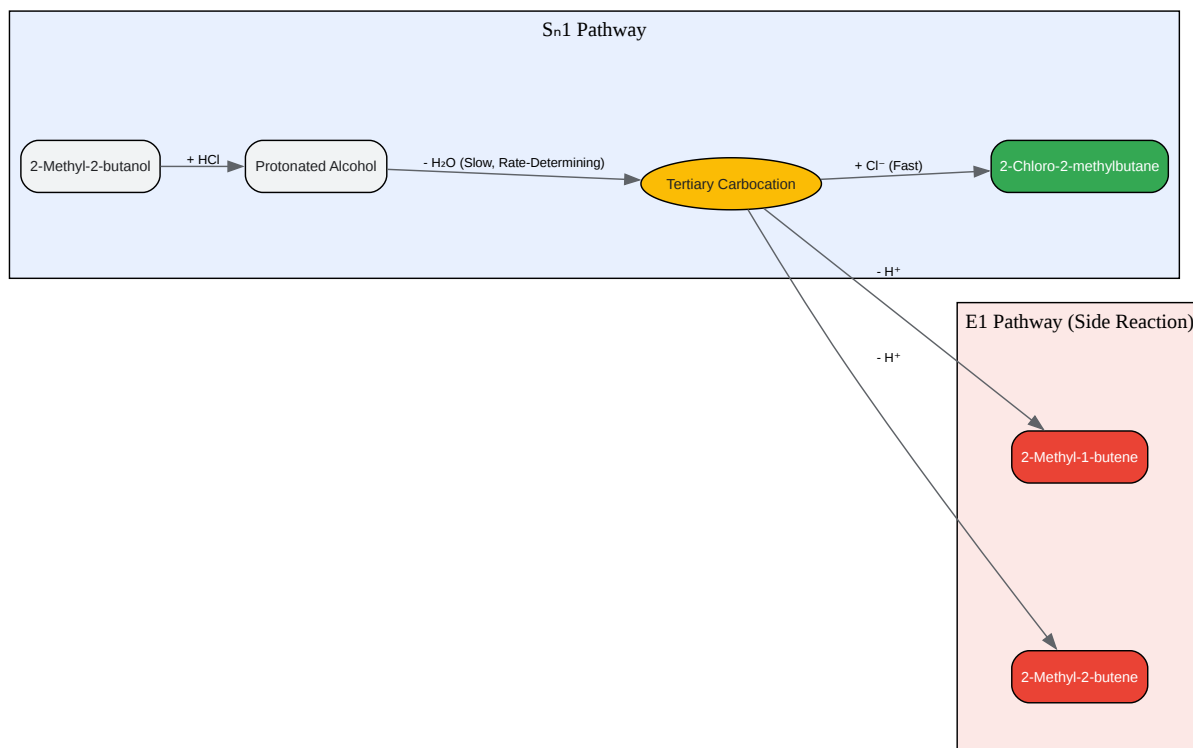 Sₙ1 Pathway
2-Methyl-2-butanol
+ HCl
Protonated Alcohol
- H₂O (Slow, Rate-Determining)
Tertiary Carbocation
+ Cl⁻ (Fast)
2-Chloro-2-methylbutane
- H⁺
E1 Pathway (Side Reaction)
- H⁺
2-Methyl-1-butene
2-Methyl-2-butene